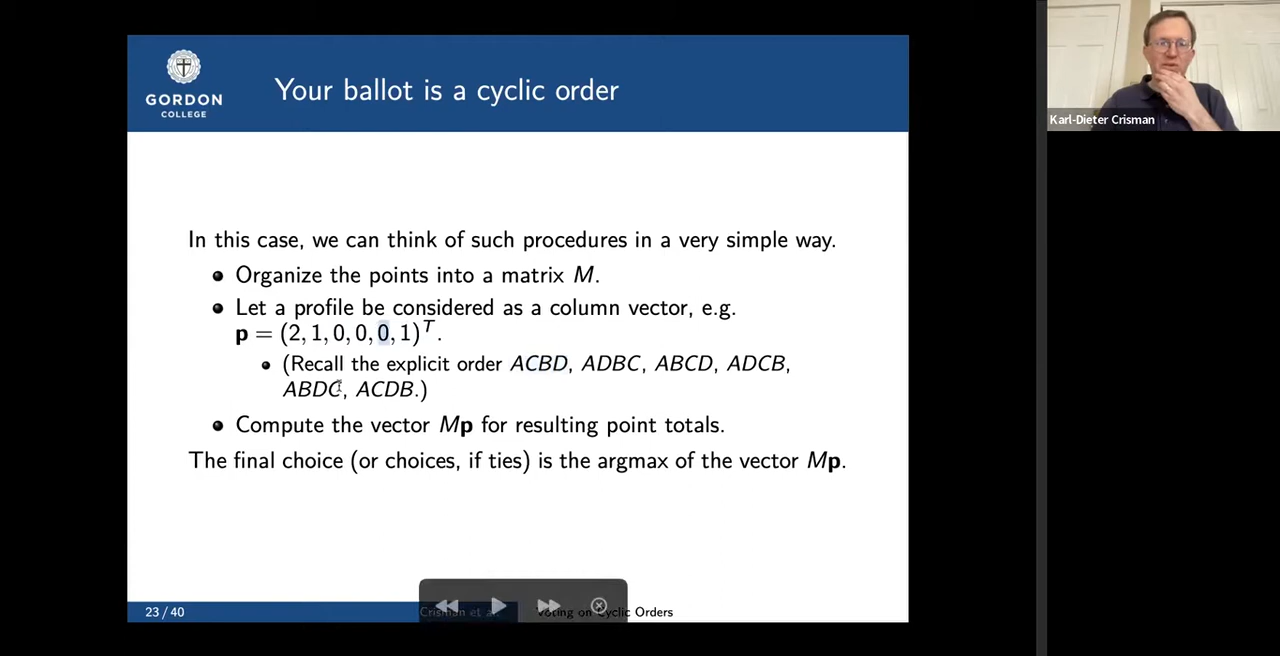 GORDON
COLLEGE
Your ballot is a cyclic order
Karl-Dieter Crisman
In this case, we can think of such procedures in a very simple way.
Organize the points into a matrix M.
Let a profile be considered as a column vector, e.g.
p = (2, 1, 0, 0, 0, 1)^T.
(Recall the explicit order ACBD, ADBC, ABCD, ADCB,
ABDC, ACDB.)
Compute the vector Mp for resulting point totals.
The final choice (or choices, if ties) is the argmax of the vector Mp.
23 / 40
Crisman et al. Voting on Cyclic Orders